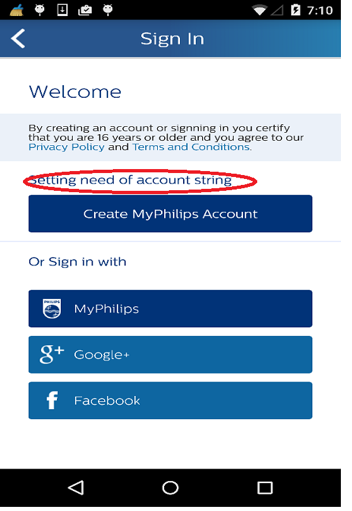 7:10
Sign In
Welcome
By creating an account or signning in you certify
that you are 16 years or older and you agree to our
Privacy Policy and Terms and Conditions.
Setting need of account string
Create MyPhilips Account
Or Sign in with
PHILIPS
MyPhilips
g+ Google+
f Facebook